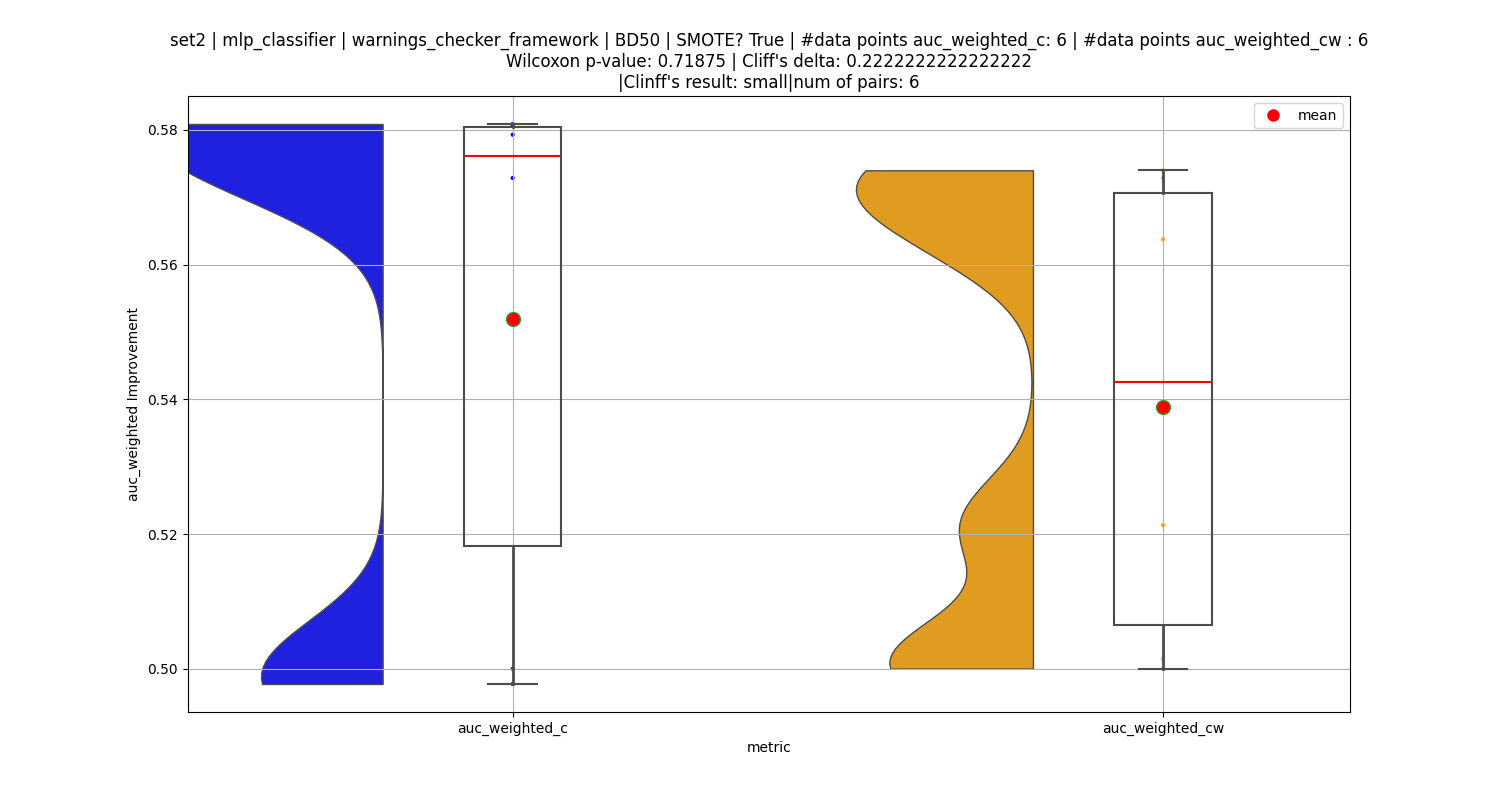 set2 | mlp_classifier | warnings_checker_framework | BD50 | SMOTE? True | #data points auc_weighted_c: 6 | #data points auc_weighted_cw : 6
Wilcoxon p-value: 0.71875 | Cliff's delta: 0.2222222222222222
|Clinff's result: small|num of pairs: 6
mean
0.58
0.56
0.54
0.52
0.50
auc_weighted Improvement
auc_weighted_c
auc_weighted_cw
metric